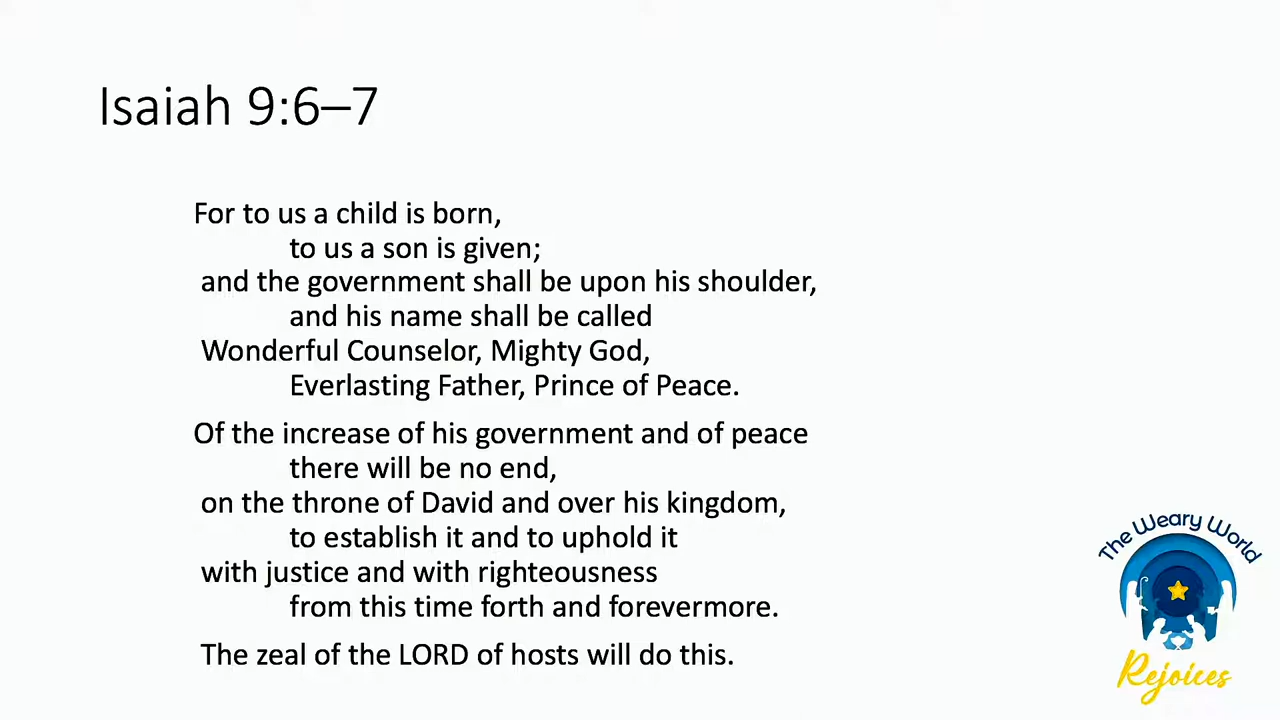 Isaiah 9:6–7
For to us a child is born,
to us a son is given;
and the government shall be upon his shoulder,
and his name shall be called
Wonderful Counselor, Mighty God,
Everlasting Father, Prince of Peace.
Of the increase of his government and of peace
there will be no end,
on the throne of David and over his kingdom,
to establish it and to uphold it
with justice and with righteousness
from this time forth and forevermore.
The zeal of the LORD of hosts will do this.
The Weary World
Rejoices